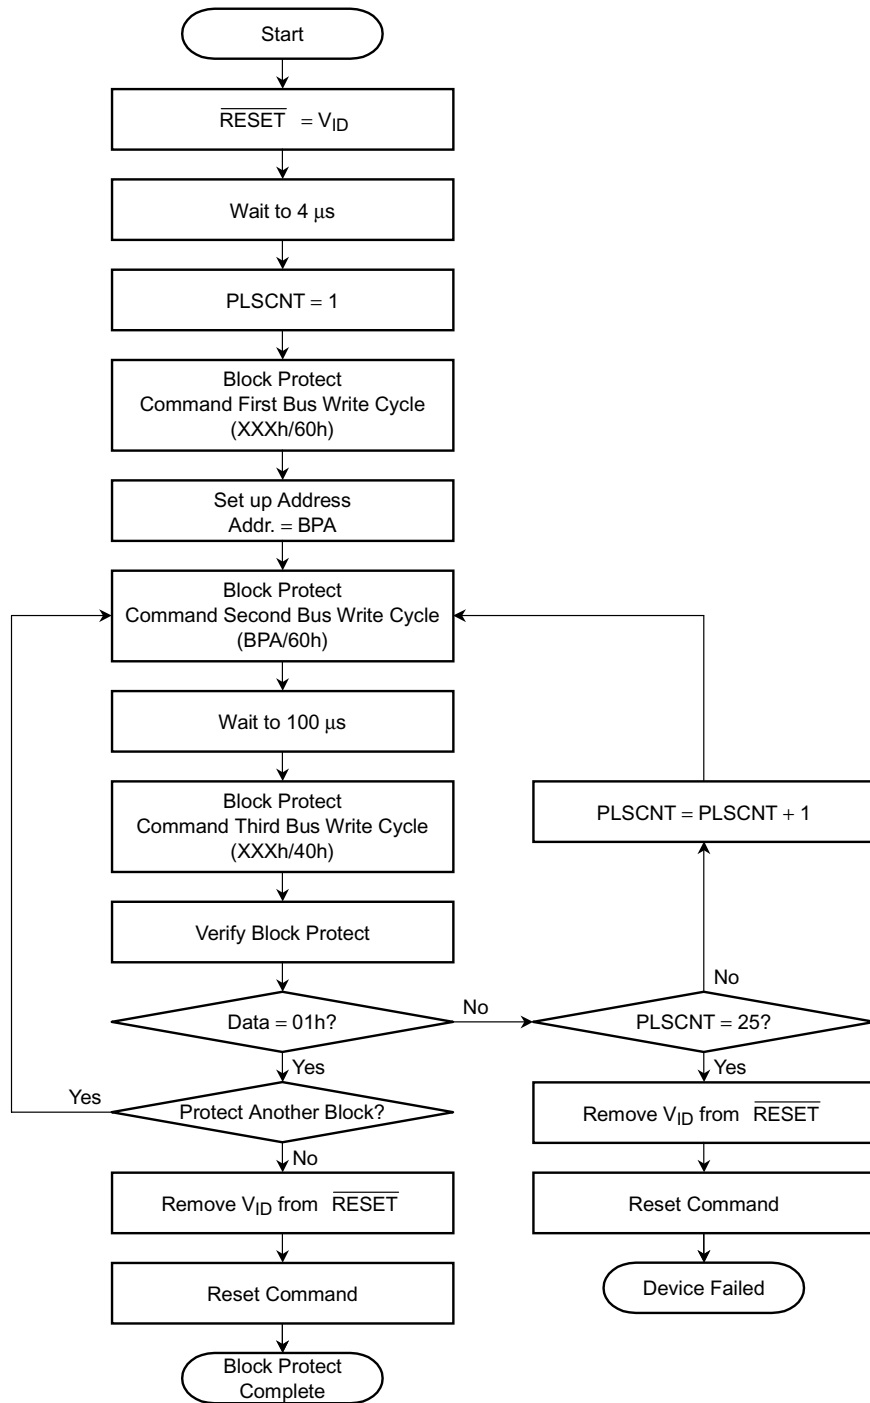 Start
RESET = VID
Wait to 4 μs
PLSCNT = 1
Block Protect
Command First Bus Write Cycle
(XXXh/60h)
Set up Address
Addr. = BPA
Block Protect
Command Second Bus Write Cycle
(BPA/60h)
Wait to 100 μs
Block Protect
Command Third Bus Write Cycle
(XXXh/40h)
PLSCNT = PLSCNT + 1
Verify Block Protect
No
Data = 01h?
No
PLSCNT = 25?
Yes
Yes
Yes
Protect Another Block?
Remove VID from RESET
No
Remove VID from RESET
Reset Command
Reset Command
Device Failed
Block Protect
Complete